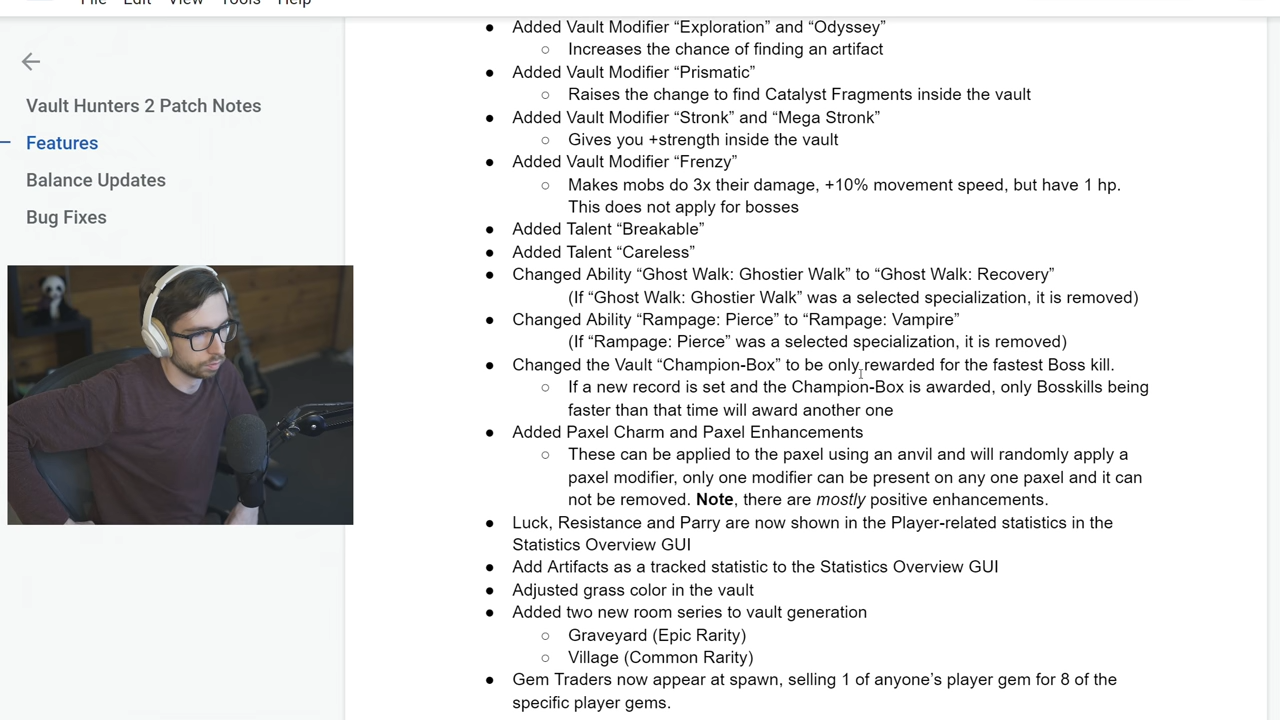 File Edit View Tools Help
Vault Hunters 2 Patch Notes
Features
Balance Updates
Bug Fixes
● Added Vault Modifier “Exploration” and “Odyssey”
○ Increases the chance of finding an artifact
● Added Vault Modifier “Prismatic”
○ Raises the change to find Catalyst Fragments inside the vault
● Added Vault Modifier “Stronk” and “Mega Stronk”
○ Gives you +strength inside the vault
● Added Vault Modifier “Frenzy”
○ Makes mobs do 3x their damage, +10% movement speed, but have 1 hp.
This does not apply for bosses
● Added Talent “Breakable”
● Added Talent “Careless”
● Changed Ability “Ghost Walk: Ghostier Walk” to “Ghost Walk: Recovery”
(If “Ghost Walk: Ghostier Walk” was a selected specialization, it is removed)
● Changed Ability “Rampage: Pierce” to “Rampage: Vampire”
(If “Rampage: Pierce” was a selected specialization, it is removed)
● Changed the Vault “Champion-Box” to be only rewarded for the fastest Boss kill.
○ If a new record is set and the Champion-Box is awarded, only Bosskills being
faster than that time will award another one
● Added Paxel Charm and Paxel Enhancements
○ These can be applied to the paxel using an anvil and will randomly apply a
paxel modifier, only one modifier can be present on any one paxel and it can
not be removed. Note, there are mostly positive enhancements.
● Luck, Resistance and Parry are now shown in the Player-related statistics in the
Statistics Overview GUI
● Add Artifacts as a tracked statistic to the Statistics Overview GUI
● Adjusted grass color in the vault
● Added two new room series to vault generation
○ Graveyard (Epic Rarity)
○ Village (Common Rarity)
● Gem Traders now appear at spawn, selling 1 of anyone’s player gem for 8 of the
specific player gems.